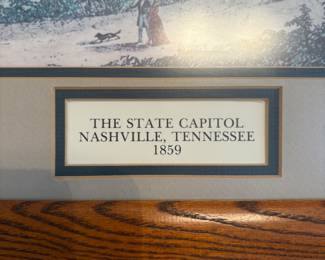 THE STATE CAPITOL
NASHVILLE, TENNESSEE
1859